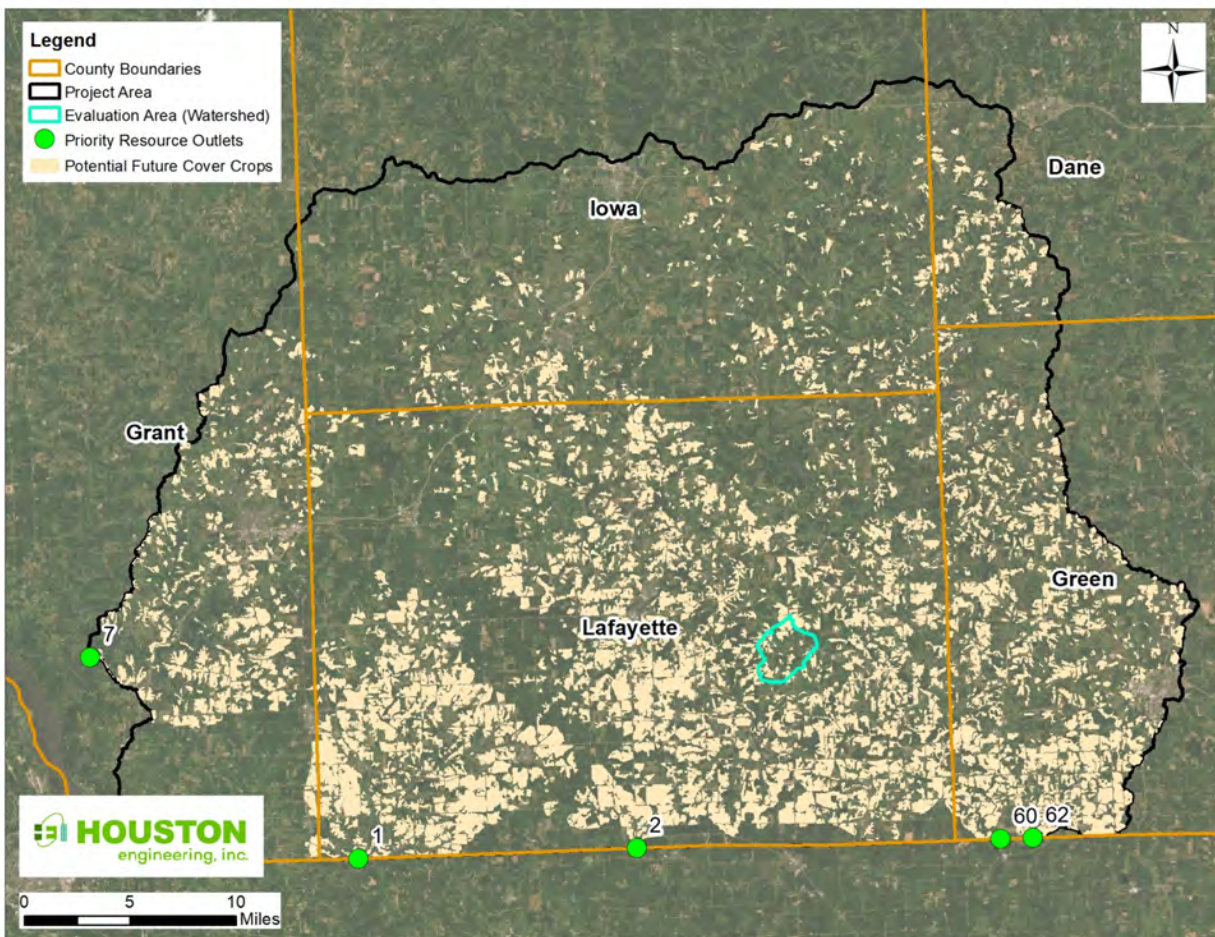 Legend
County Boundaries
Project Area
Evaluation Area (Watershed)
Priority Resource Outlets
Potential Future Cover Crops
N
Dane
Iowa
Grant
Green
7
Lafayette
1
2
60
62
HOUSTON
engineering, inc.
0 5 10
Miles